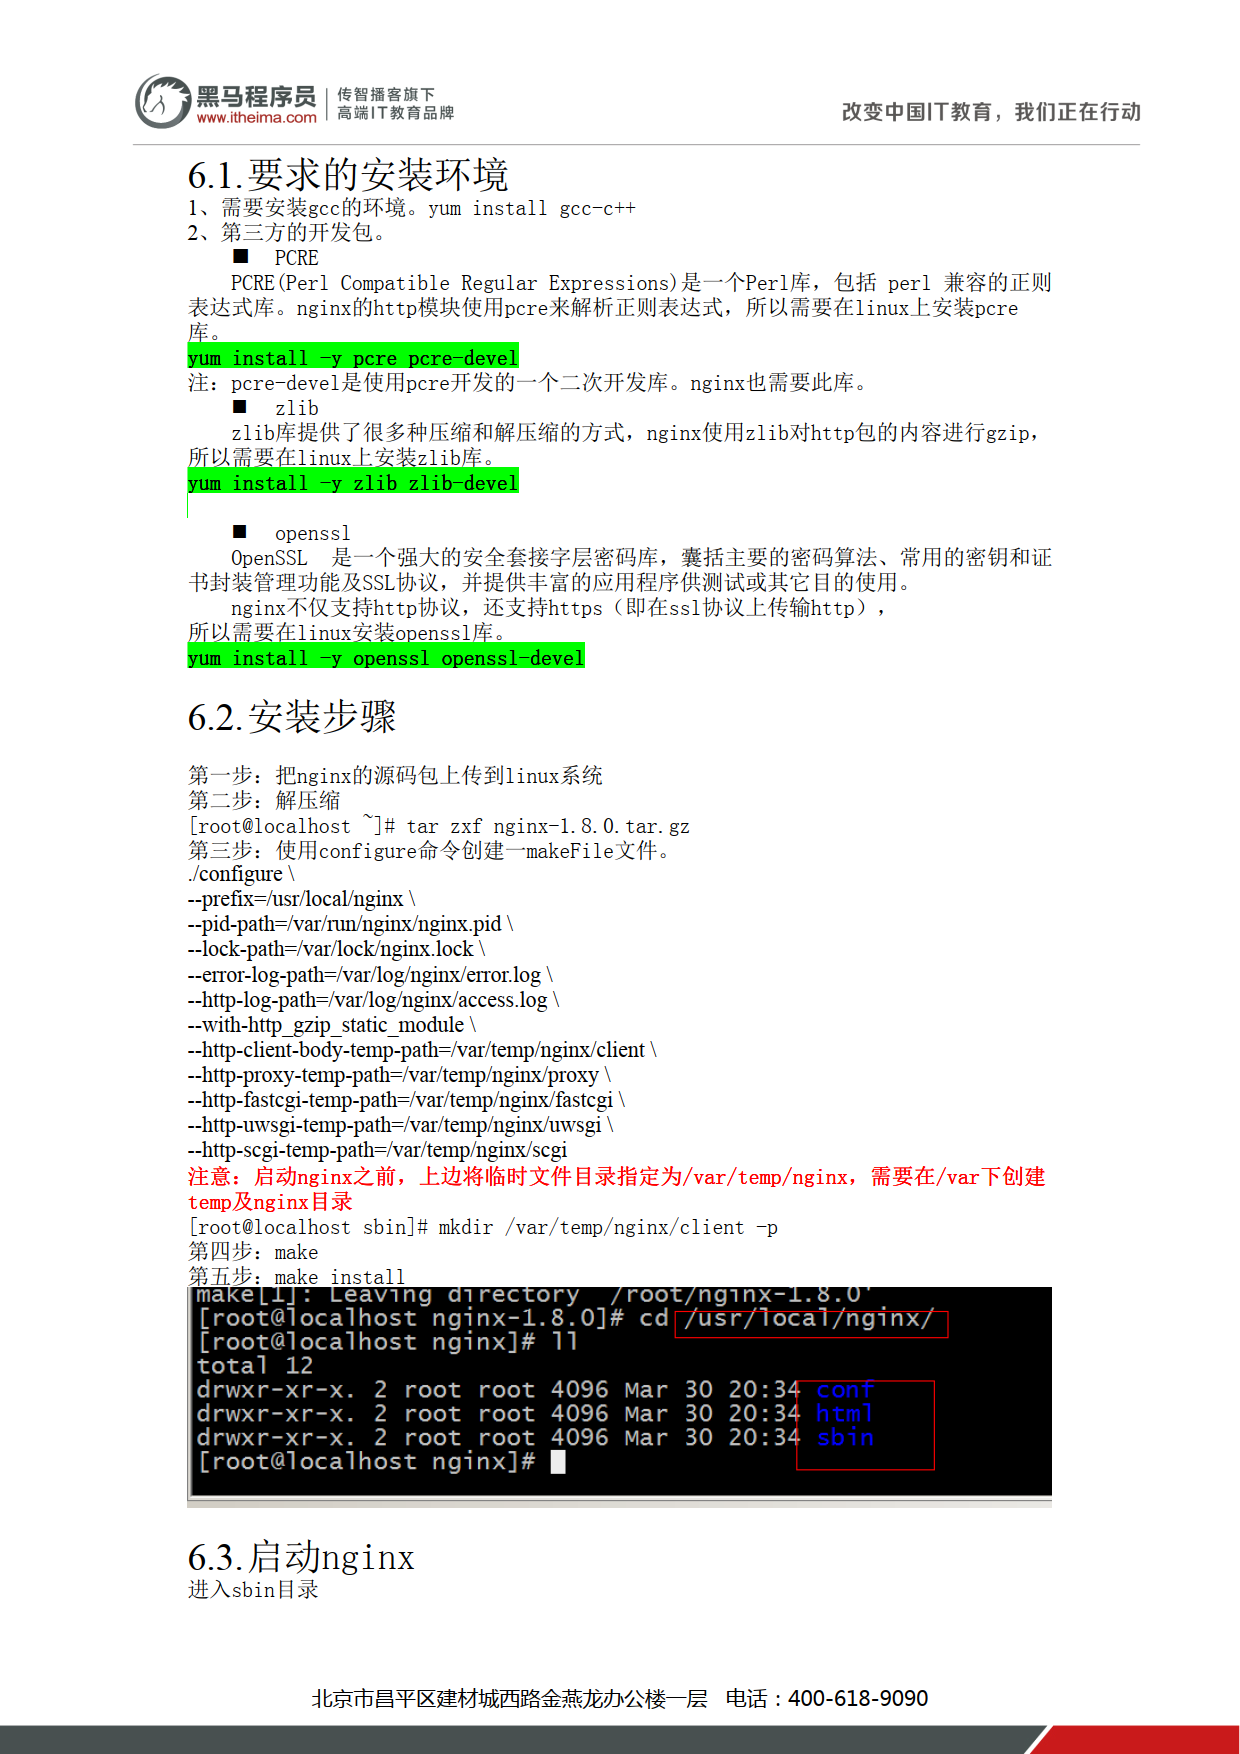 黑马程序员
www.itheima.com
传智播客旗下
高端IT教育品牌
改变中国IT教育，我们正在行动
6.1.要求的安装环境
1、需要安装gcc的环境。yum install gcc-c++
2、第三方的开发包。
■ PCRE
PCRE(Perl Compatible Regular Expressions)是一个Perl库，包括 perl 兼容的正则
表达式库。nginx的http模块使用pcre来解析正则表达式，所以需要在linux上安装pcre
库。
yum install -y pcre pcre-devel
注：pcre-devel是使用pcre开发的一个二次开发库。nginx也需要此库。
■ zlib
zlib库提供了很多种压缩和解压缩的方式，nginx使用zlib对http包的内容进行gzip，
所以需要在linux上安装zlib库。
yum install -y zlib zlib-devel
■ openssl
OpenSSL 是一个强大的安全套接字层密码库，囊括主要的密码算法、常用的密钥和证
书封装管理功能及SSL协议，并提供丰富的应用程序供测试或其它目的使用。
nginx不仅支持http协议，还支持https（即在ssl协议上传输http），
所以需要在linux安装openssl库。
yum install -y openssl openssl-devel
6.2.安装步骤
第一步：把nginx的源码包上传到linux系统
第二步：解压缩
[root@localhost ~]# tar zxf nginx-1.8.0.tar.gz
第三步：使用configure命令创建一makeFile文件。
./configure \
--prefix=/usr/local/nginx \
--pid-path=/var/run/nginx/nginx.pid \
--lock-path=/var/lock/nginx.lock \
--error-log-path=/var/log/nginx/error.log \
--http-log-path=/var/log/nginx/access.log \
--with-http_gzip_static_module \
--http-client-body-temp-path=/var/temp/nginx/client \
--http-proxy-temp-path=/var/temp/nginx/proxy \
--http-fastcgi-temp-path=/var/temp/nginx/fastcgi \
--http-uwsgi-temp-path=/var/temp/nginx/uwsgi \
--http-scgi-temp-path=/var/temp/nginx/scgi
注意：启动nginx之前，上边将临时文件目录指定为/var/temp/nginx，需要在/var下创建
temp及nginx目录
[root@localhost sbin]# mkdir /var/temp/nginx/client -p
第四步：make
第五步：make install
make[1]: Leaving directory `/root/nginx-1.8.0'
[root@localhost nginx-1.8.0]# cd /usr/local/nginx/
[root@localhost nginx]# ll
total 12
drwxr-xr-x. 2 root root 4096 Mar 30 20:34 conf
drwxr-xr-x. 2 root root 4096 Mar 30 20:34 html
drwxr-xr-x. 2 root root 4096 Mar 30 20:34 sbin
[root@localhost nginx]#
6.3.启动nginx
进入sbin目录
北京市昌平区建材城西路金燕龙办公楼一层 电话：400-618-9090